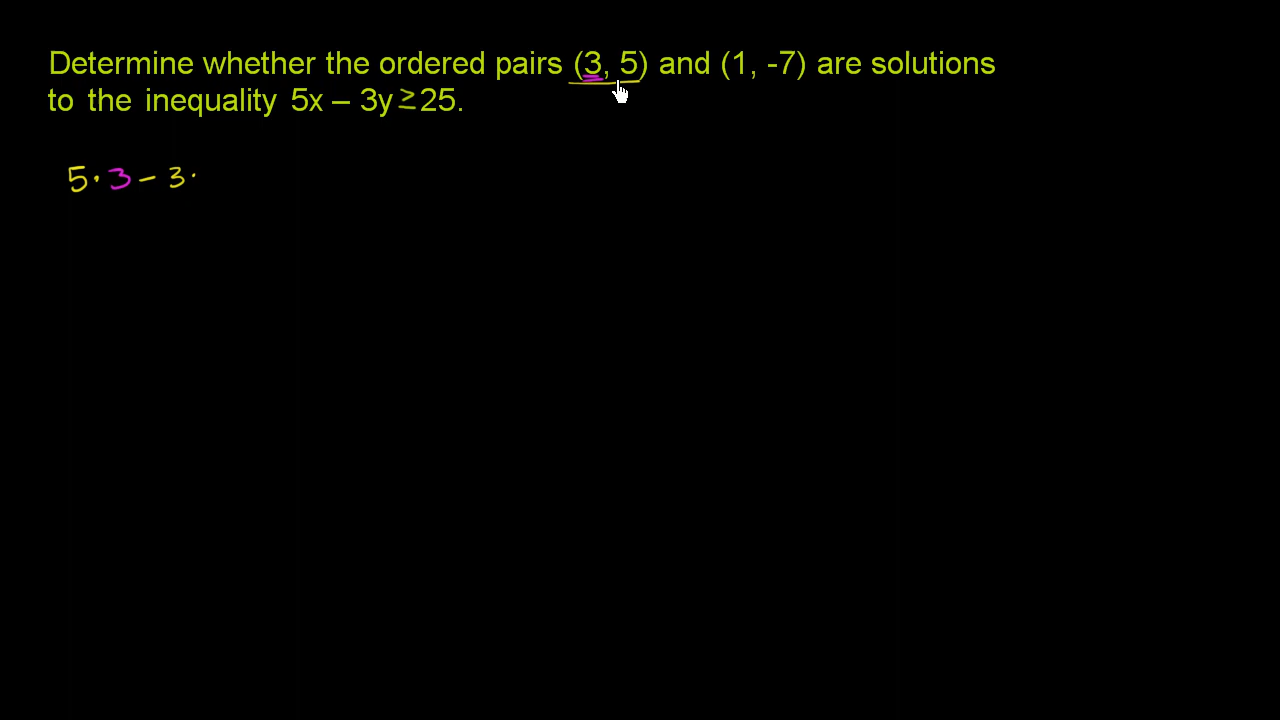 Determine whether the ordered pairs (3, 5) and (1, -7) are solutions
to the inequality 5x – 3y ≥ 25.
5 · 3 – 3 ·